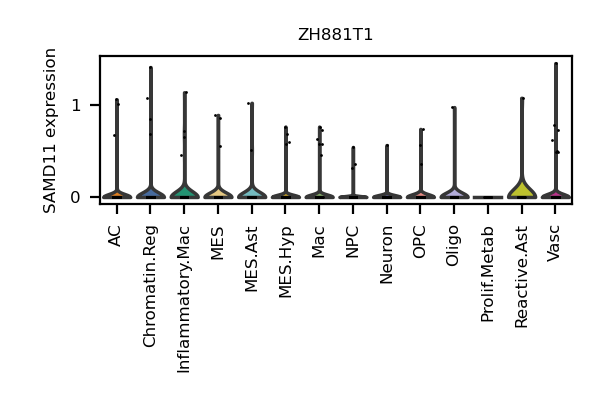 ZH881T1
SAMD11 expression
1
0
AC
Chromatin.Reg
Inflammatory.Mac
MES
MES.Ast
MES.Hyp
Mac
NPC
Neuron
OPC
Oligo
Prolif.Metab
Reactive.Ast
Vasc